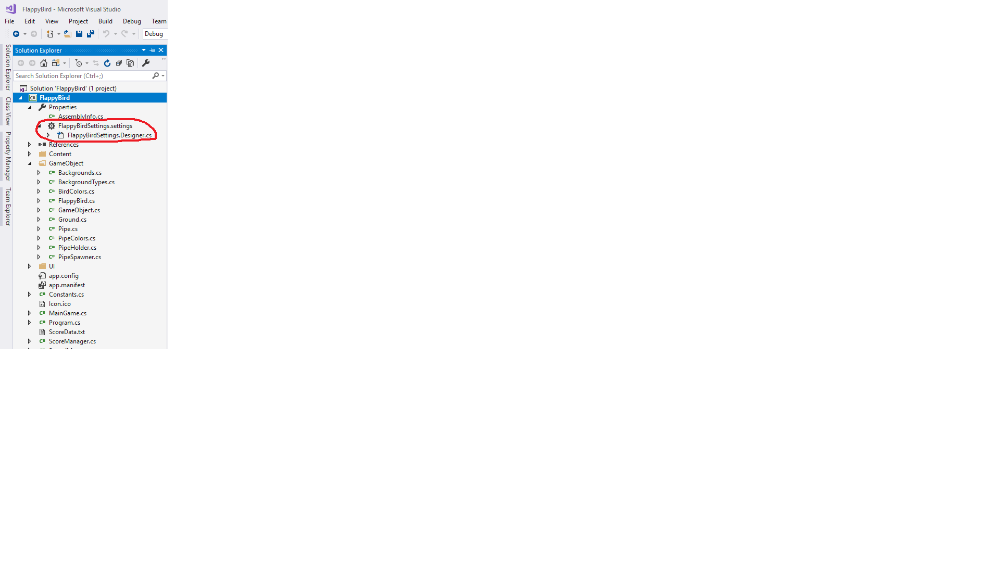 FlappyBird - Microsoft Visual Studio
File Edit View Project Build Debug Team
Debug
Solution Explorer
Class View
Property Manager
Team Explorer
Solution Explorer
Search Solution Explorer (Ctrl+;)
Solution 'FlappyBird' (1 project)
C# FlappyBird
Properties
C# AssemblyInfo.cs
FlappyBirdSettings.settings
FlappyBirdSettings.Designer.cs
References
Content
GameObject
C# Backgrounds.cs
C# BackgroundTypes.cs
C# BirdColors.cs
C# FlappyBird.cs
C# GameObject.cs
C# Ground.cs
C# Pipe.cs
C# PipeColors.cs
C# PipeHolder.cs
C# PipeSpawner.cs
UI
app.config
app.manifest
C# Constants.cs
Icon.ico
C# MainGame.cs
C# Program.cs
ScoreData.txt
C# ScoreManager.cs